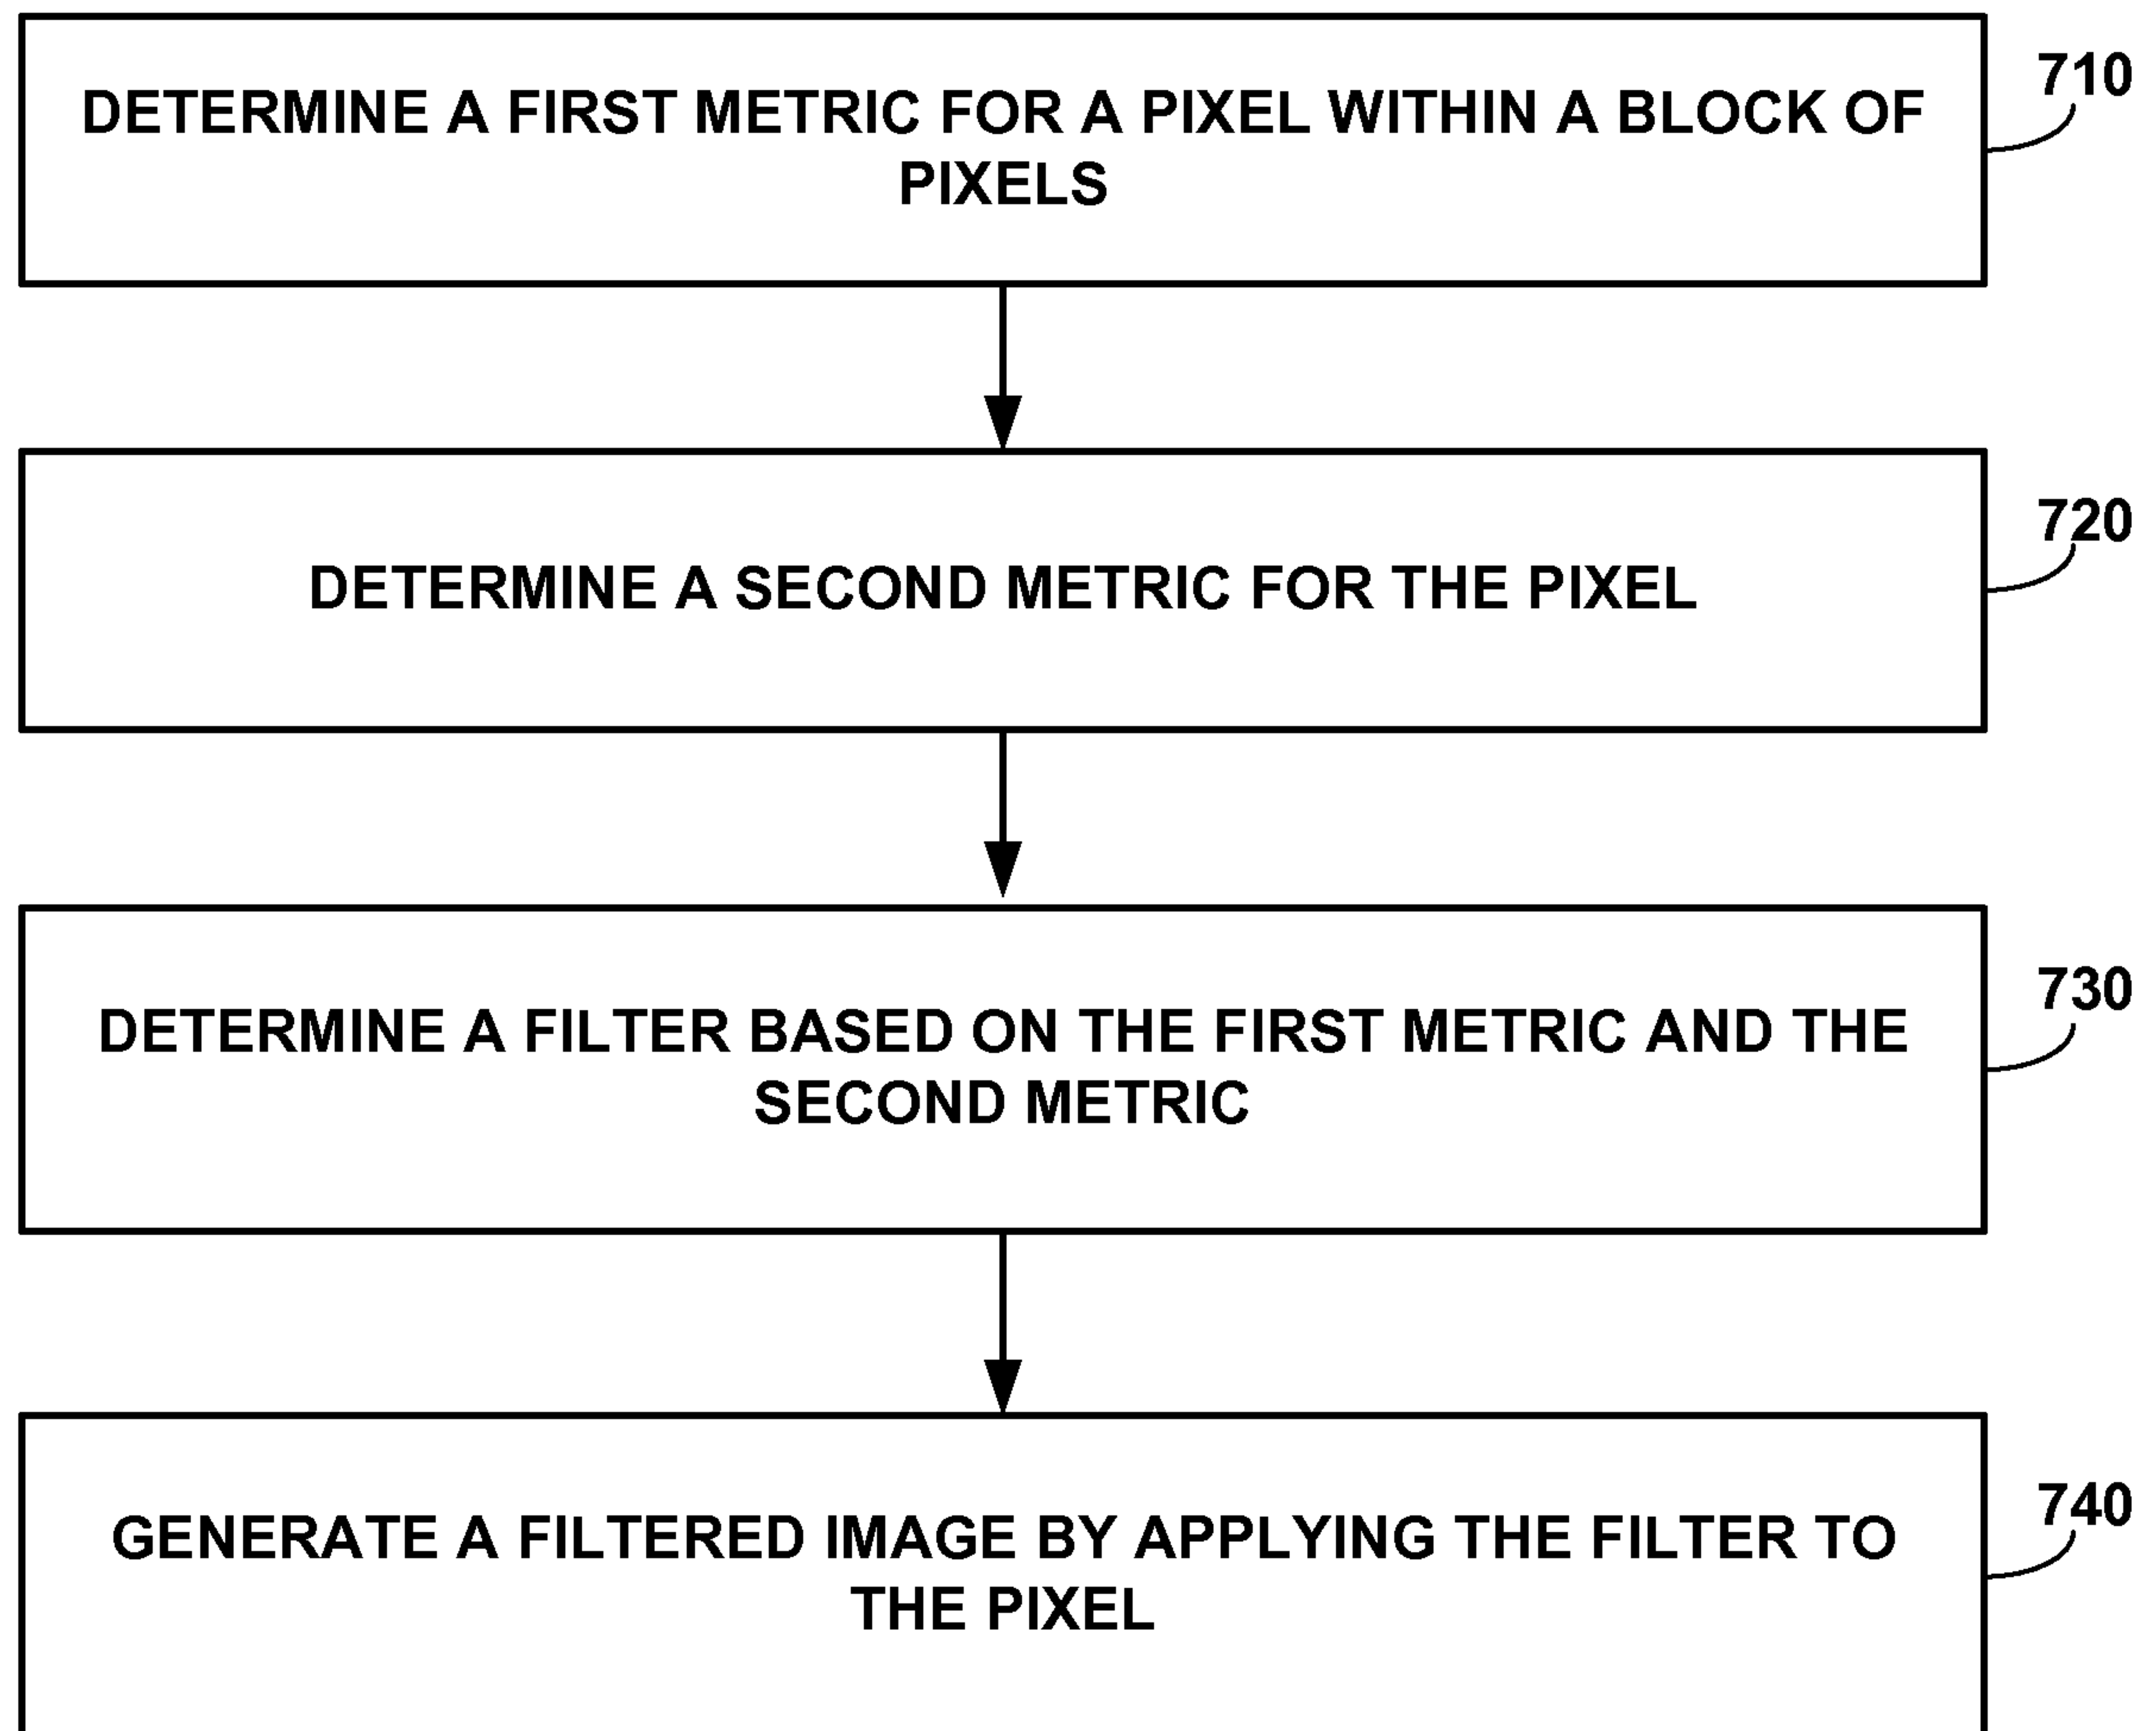 DETERMINE A FIRST METRIC FOR A PIXEL WITHIN A BLOCK OF
PIXELS
710
DETERMINE A SECOND METRIC FOR THE PIXEL
720
DETERMINE A FILTER BASED ON THE FIRST METRIC AND THE
SECOND METRIC
730
GENERATE A FILTERED IMAGE BY APPLYING THE FILTER TO
THE PIXEL
740